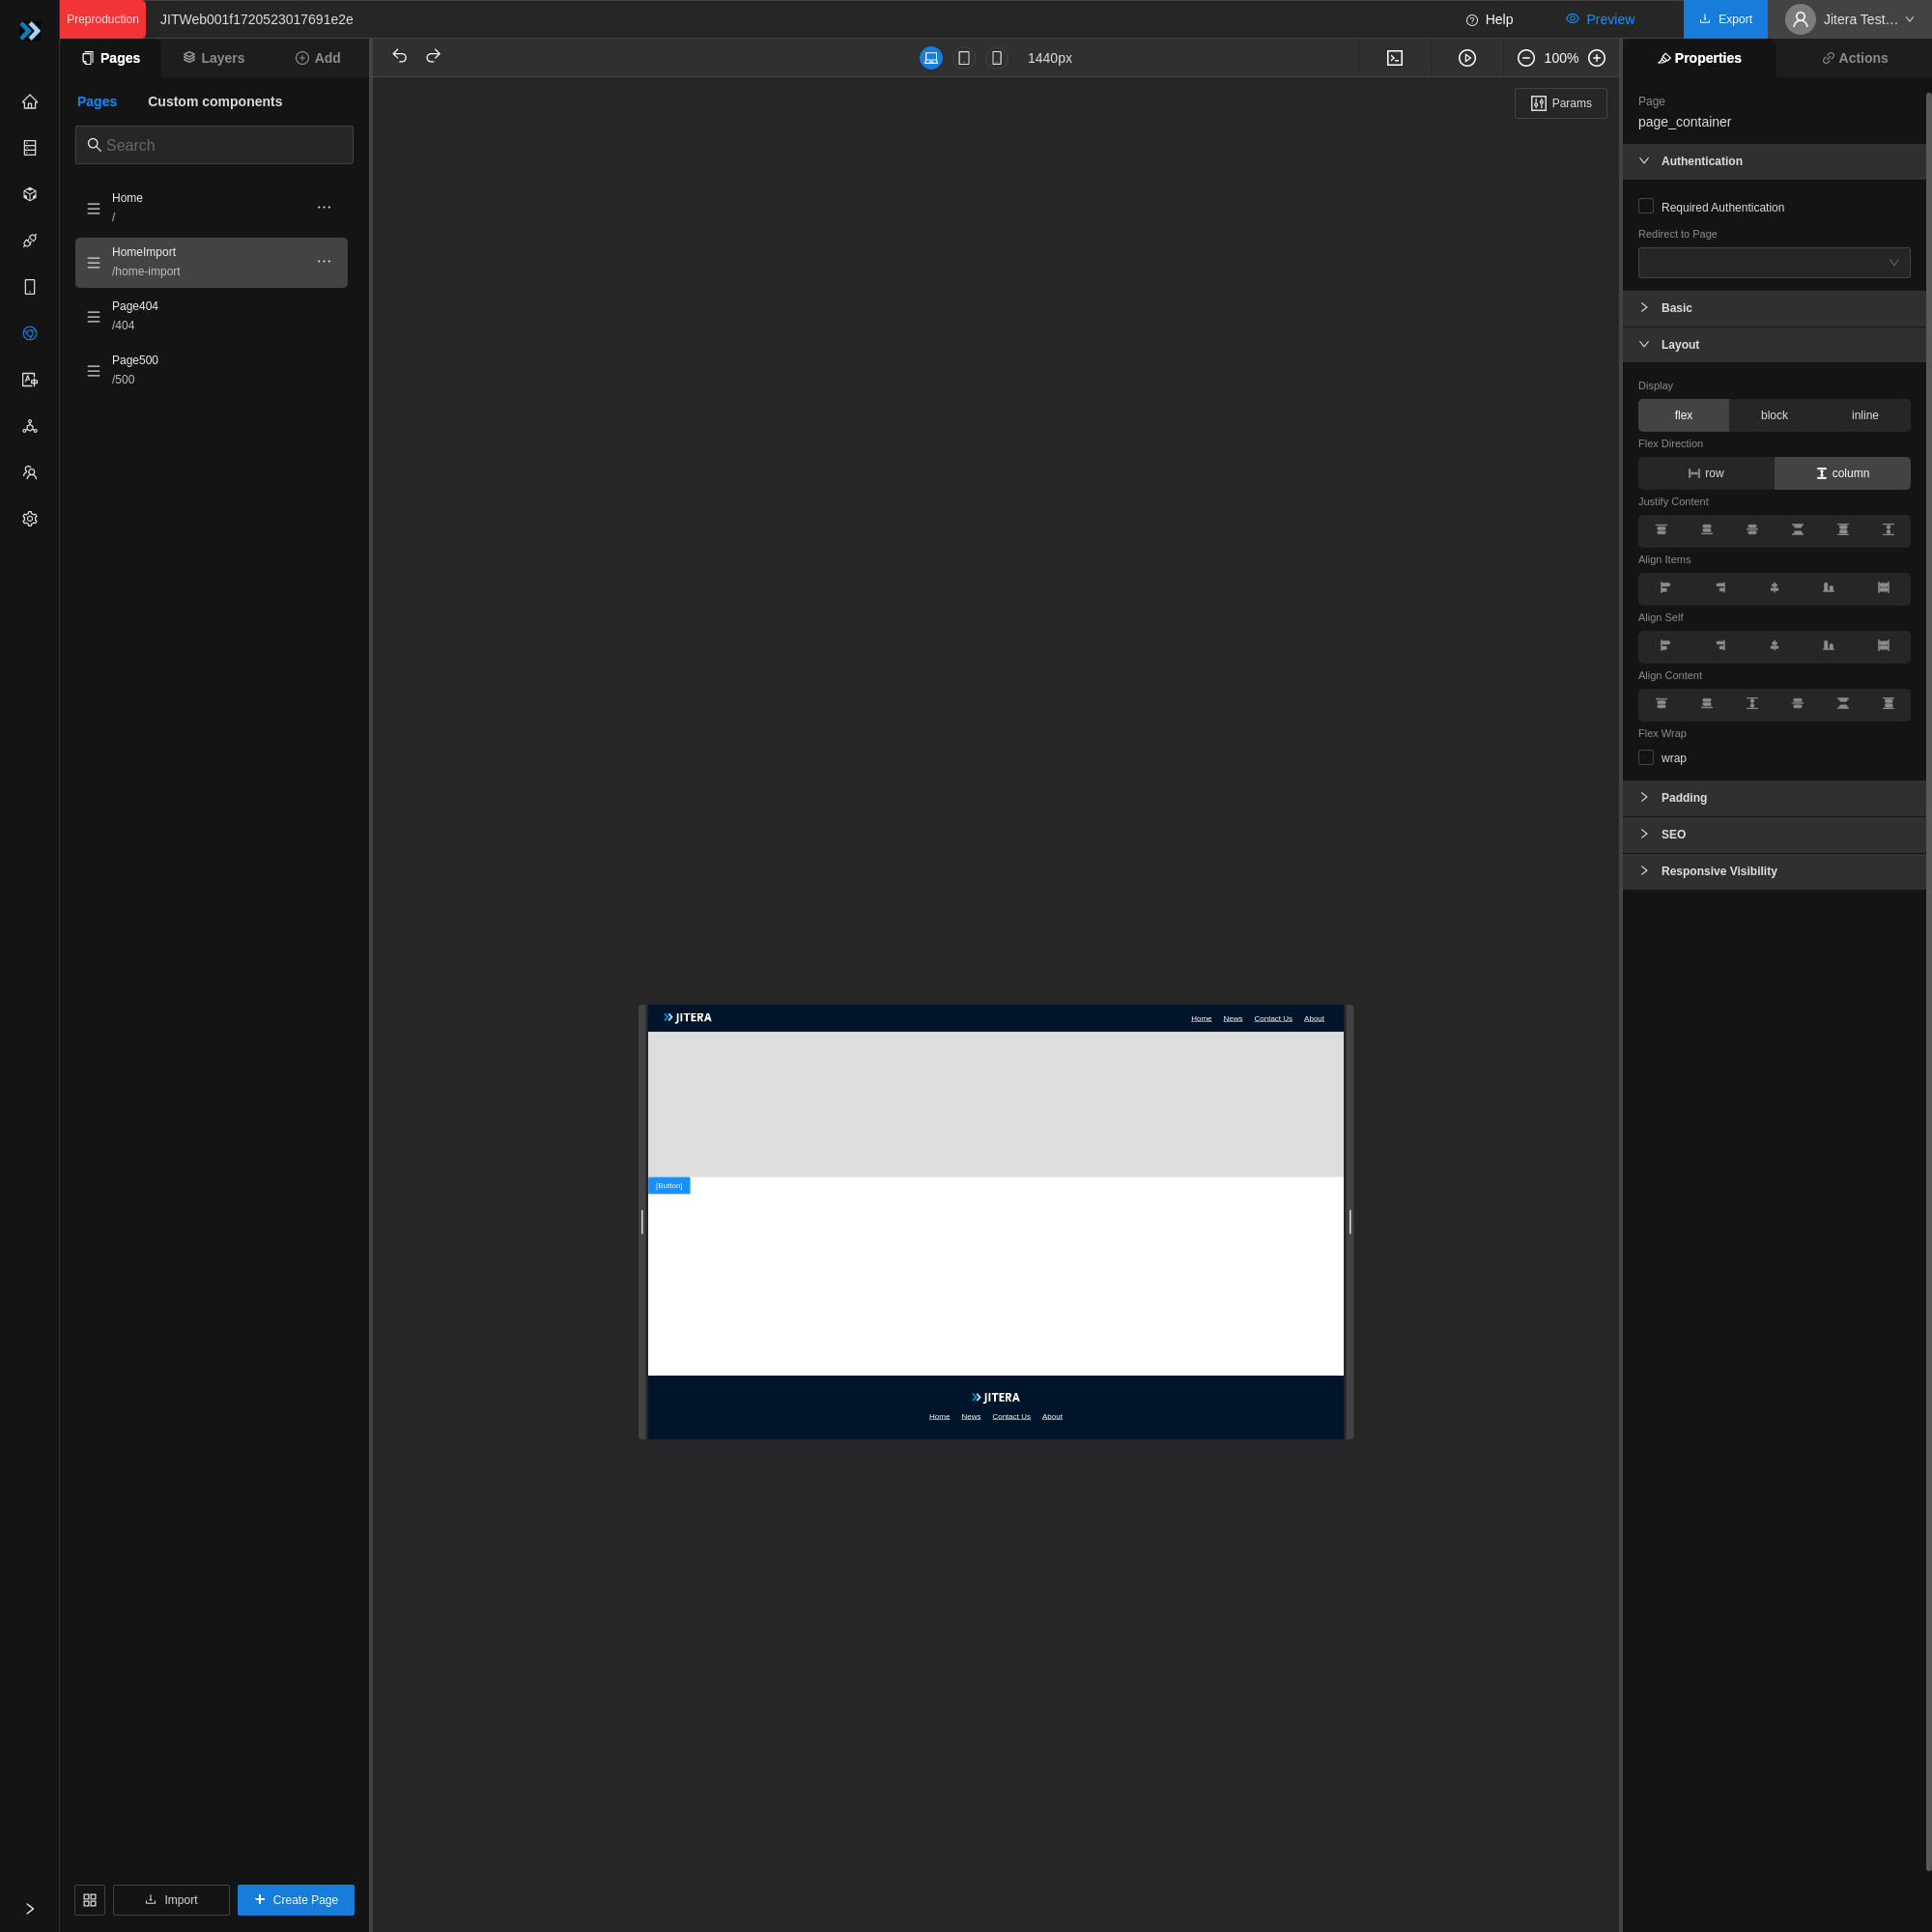 Preproduction
JITWeb001f1720523017691e2e
Help
Preview
Export
Jitera Test…
Pages
Layers
Add
1440px
100%
Properties
Actions
Pages
Custom components
Search
Home
/
HomeImport
/home-import
Page404
/404
Page500
/500
Import
Create Page
Params
JITERA
Home News Contact Us About
[Button]
JITERA
Home News Contact Us About
Page
page_container
Authentication
Required Authentication
Redirect to Page
Basic
Layout
Display
flex block inline
Flex Direction
row column
Justify Content
Align Items
Align Self
Align Content
Flex Wrap
wrap
Padding
SEO
Responsive Visibility